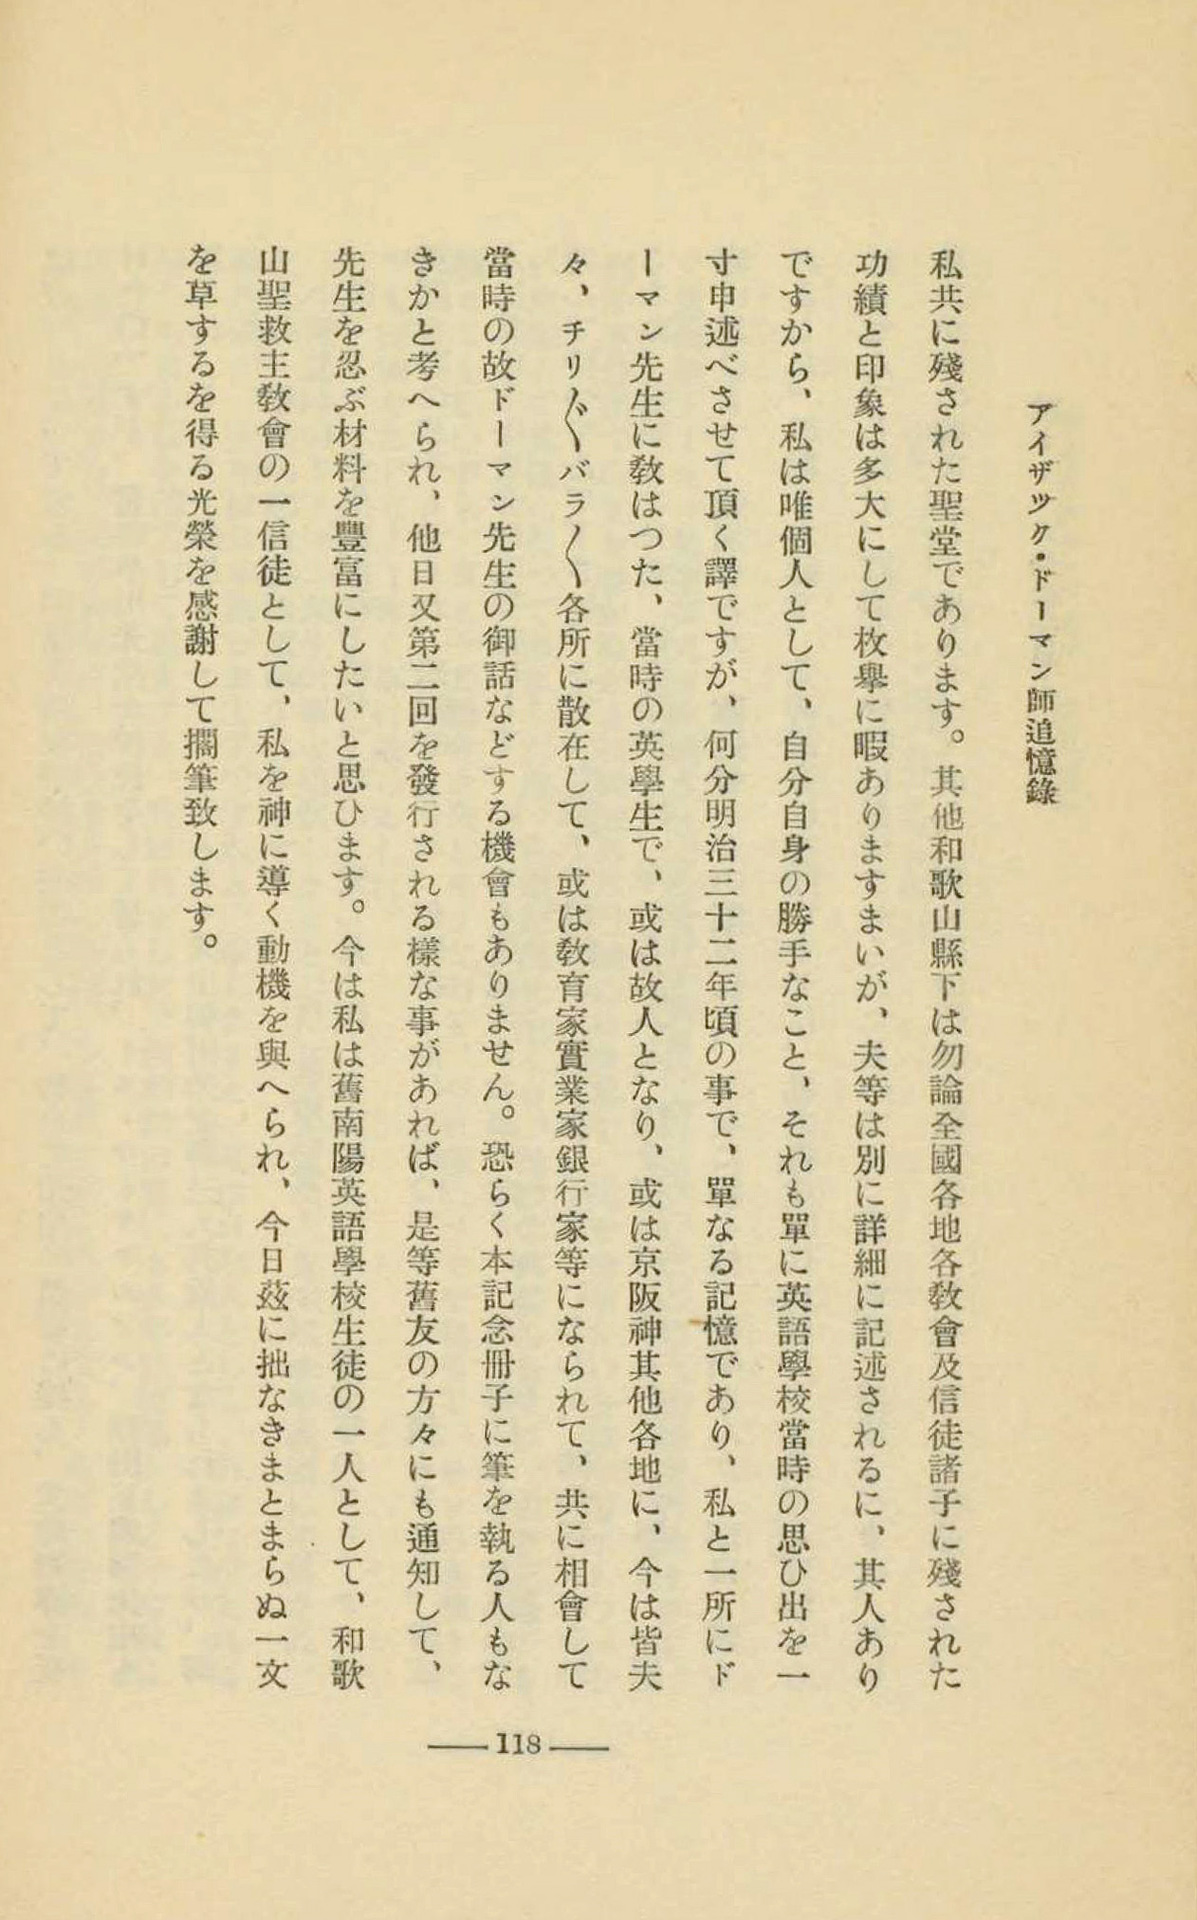 アイザツク・ドーマン師追憶錄
私共に殘された聖堂であります。其他和歌山縣下は勿論全國各地各敎會及信徒諸子に殘された
功績と印象は多大にして枚擧に暇ありますまいが、夫等は別に詳細に記述されるに、其人あり
ですから、私は唯個人として、自分自身の勝手なこと、それも單に英語學校當時の思ひ出を一
寸申述べさせて頂く譯ですが、何分明治三十二年頃の事で、單なる記憶であり、私と一所にド
ーマン先生に敎はつた、當時の英學生で、或は故人となり、或は京阪神其他各地に、今は皆夫
々、チリ〴〵バラ〳〵各所に散在して、或は敎育家實業家銀行家等になられて、共に相會して
當時の故ドーマン先生の御話などする機會もありません。恐らく本記念冊子に筆を執る人もな
きかと考へられ、他日又第二回を發行される樣な事があれば、是等舊友の方々にも通知して、
先生を忍ぶ材料を豐富にしたいと思ひます。今は私は舊南陽英語學校生徒の一人として、和歌
山聖救主敎會の一信徒として、私を神に導く動機を與へられ、今日玆に拙なきまとまらぬ一文
を草するを得る光榮を感謝して擱筆致します。
118